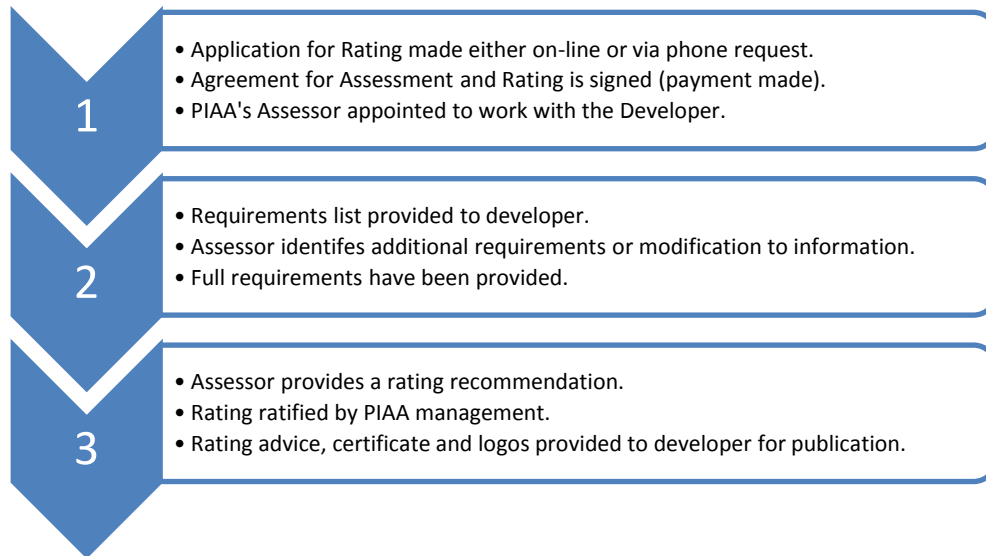 1
• Application for Rating made either on-line or via phone request.
• Agreement for Assessment and Rating is signed (payment made).
• PIAA's Assessor appointed to work with the Developer.
2
• Requirements list provided to developer.
• Assessor identifes additional requirements or modification to information.
• Full requirements have been provided.
3
• Assessor provides a rating recommendation.
• Rating ratified by PIAA management.
• Rating advice, certificate and logos provided to developer for publication.